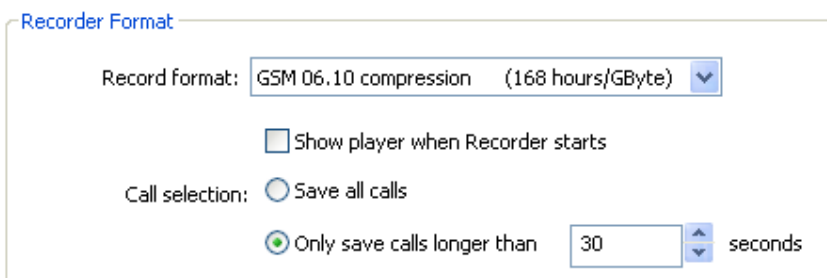 Recorder Format
Record format: GSM 06.10 compression (168 hours/GByte)
Show player when Recorder starts
Call selection: Save all calls
Only save calls longer than 30 seconds